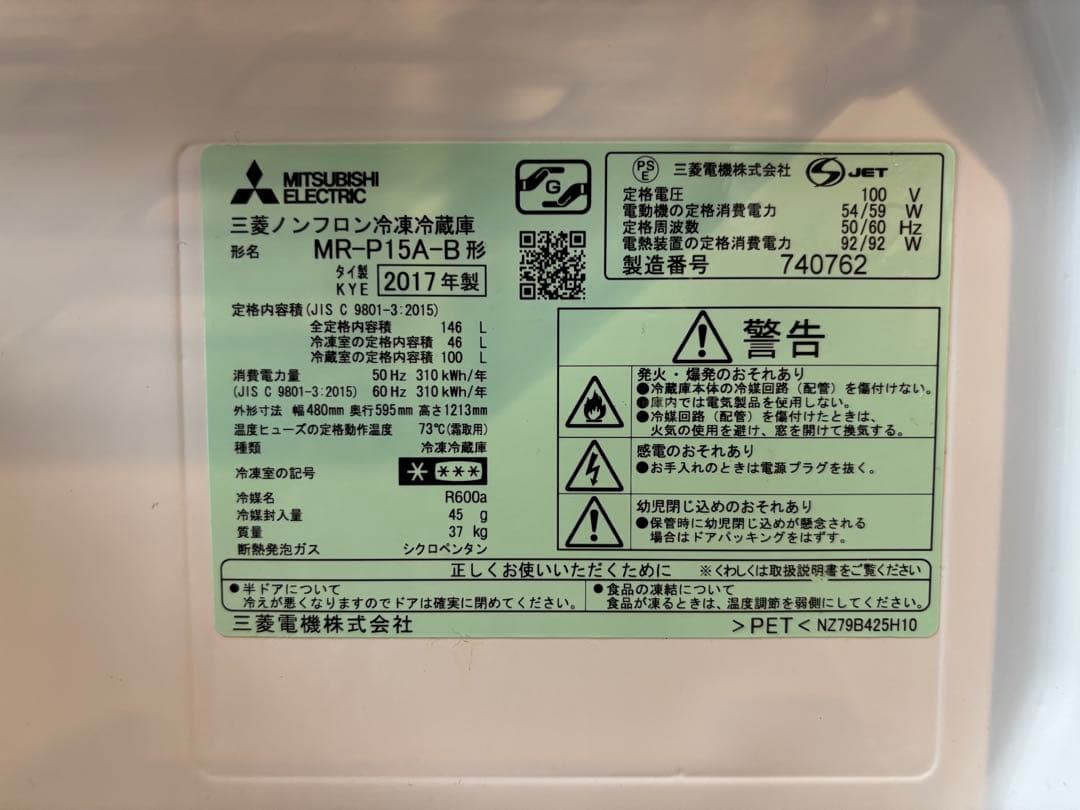 MITSUBISHI
ELECTRIC
三菱ノンフロン冷凍冷蔵庫
形名 MR-P15A-B形
タイ製
KYE 2017年製
定格内容積(JIS C 9801-3:2015)
全定格内容積 146 L
冷凍室の定格内容積 46 L
冷蔵室の定格内容積 100 L
消費電力量 50Hz 310kWh/年
(JIS C 9801-3:2015) 60Hz 310kWh/年
外形寸法 幅480mm 奥行595mm 高さ1213mm
温度ヒューズの定格動作温度 73℃(霜取用)
種類 冷凍冷蔵庫
冷凍室の記号
冷媒名 R600a
冷媒封入量 45 g
質量 37 kg
断熱発泡ガス シクロペンタン
G
PS
E 三菱電機株式会社 JET
定格電圧 100 V
電動機の定格消費電力 54/59 W
定格周波数 50/60 Hz
電熱装置の定格消費電力 92/92 W
製造番号 740762
警告
発火・爆発のおそれあり
●冷蔵庫本体の冷媒回路(配管)を傷付けない。
●庫内では電気製品を使用しない。
●冷媒回路(配管)を傷付けたときは、
火気の使用を避け、窓を開けて換気する。
感電のおそれあり
●お手入れのときは電源プラグを抜く。
幼児閉じ込めのおそれあり
●保管時に幼児閉じ込めが懸念される
場合はドアパッキングをはずす。
正しくお使いいただくために ※くわしくは取扱説明書をご覧ください
●半ドアについて
冷えが悪くなりますのでドアは確実に閉めてください。
●食品の凍結について
食品が凍るときは、温度調節を弱側にしてください。
三菱電機株式会社 >PET< NZ79B425H10